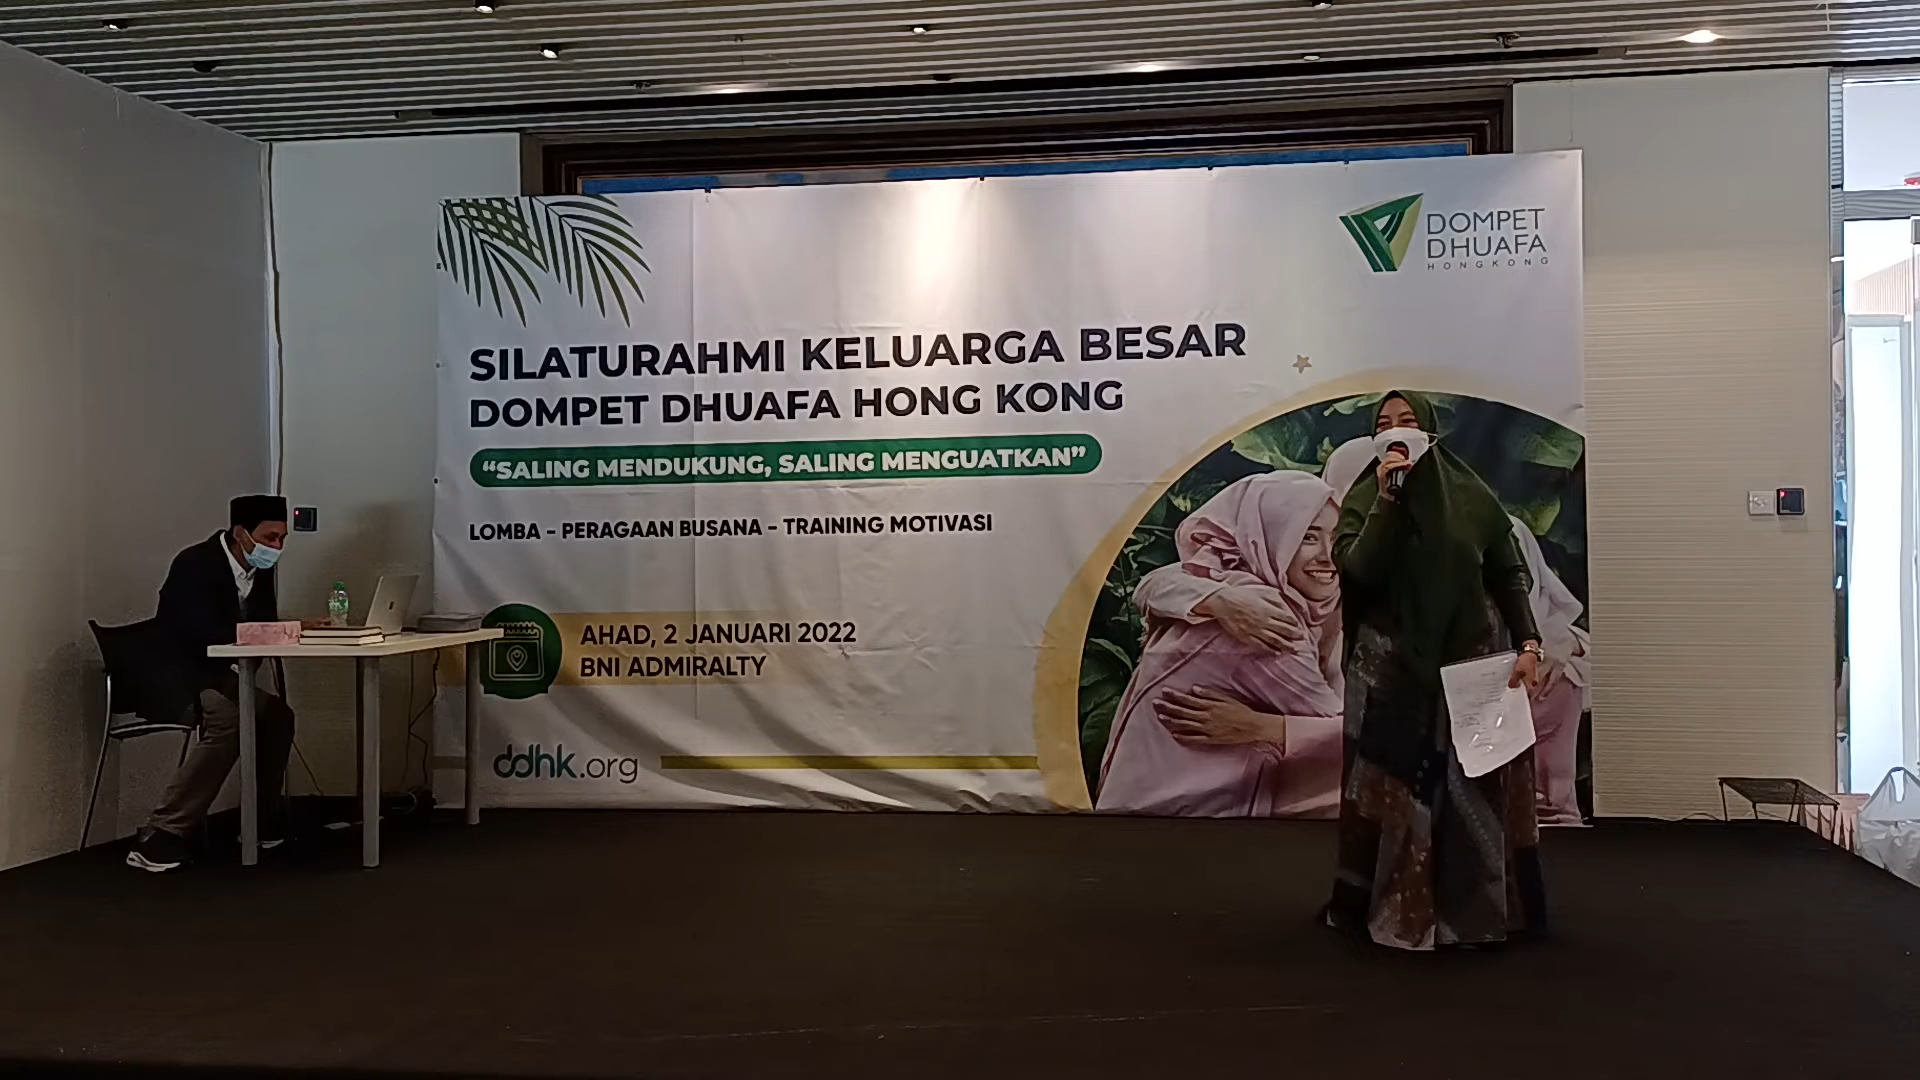 DOMPET
DHUAFA
HONGKONG
SILATURAHMI KELUARGA BESAR
DOMPET DHUAFA HONG KONG
“SALING MENDUKUNG, SALING MENGUATKAN”
LOMBA - PERAGAAN BUSANA - TRAINING MOTIVASI
AHAD, 2 JANUARI 2022
BNI ADMIRALTY
ddhk.org